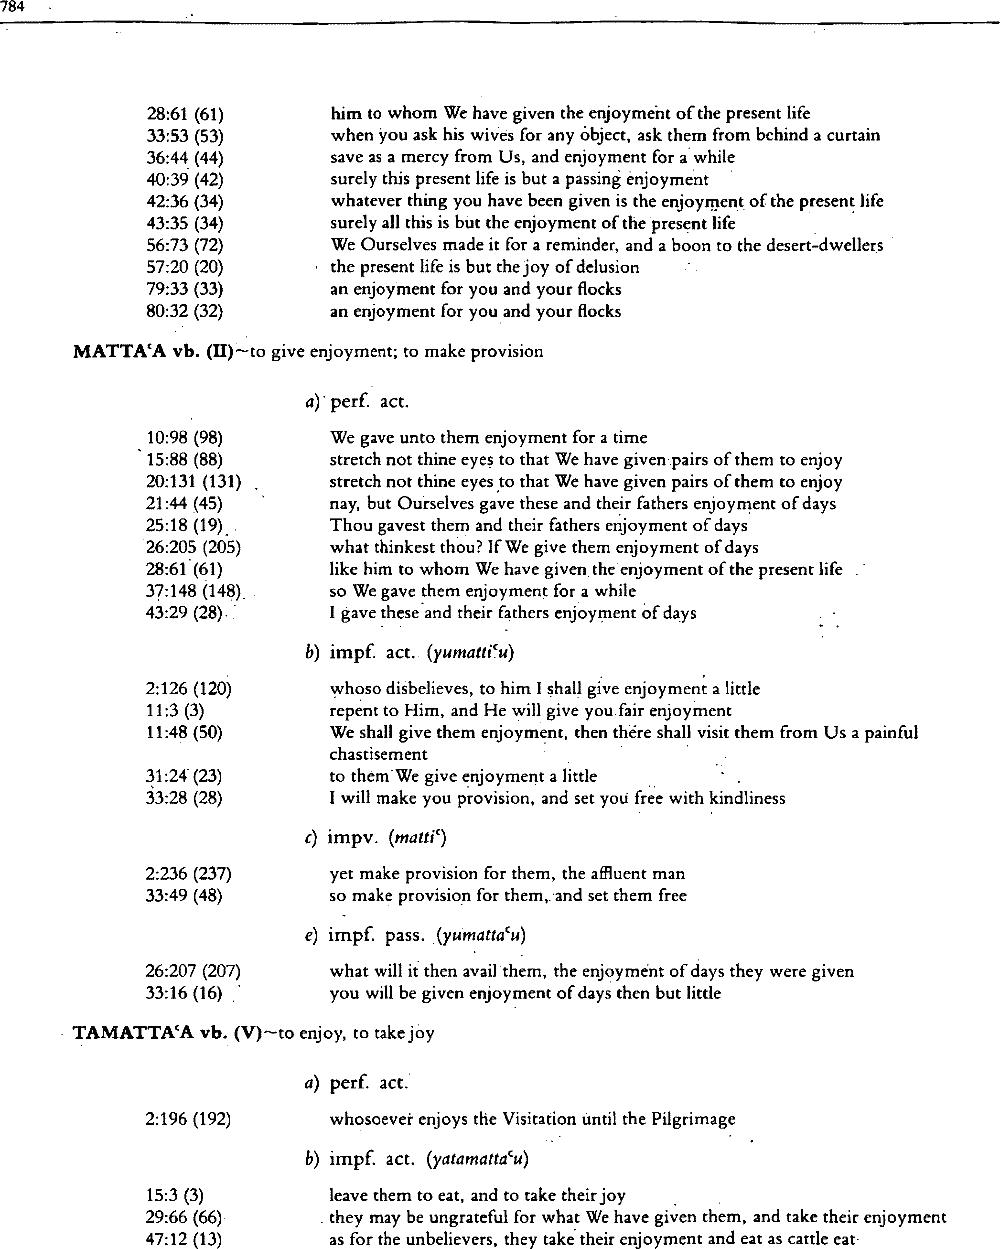 784
28:61 (61) him to whom We have given the enjoyment of the present life
33:53 (53) when you ask his wives for any object, ask them from behind a curtain
36:44 (44) save as a mercy from Us, and enjoyment for a while
40:39 (42) surely this present life is but a passing enjoyment
42:36 (34) whatever thing you have been given is the enjoyment of the present life
43:35 (34) surely all this is but the enjoyment of the present life
56:73 (72) We Ourselves made it for a reminder, and a boon to the desert-dwellers
57:20 (20) the present life is but the joy of delusion
79:33 (33) an enjoyment for you and your flocks
80:32 (32) an enjoyment for you and your flocks
MATTAʿA vb. (II)~to give enjoyment; to make provision
a) perf. act.
10:98 (98) We gave unto them enjoyment for a time
15:88 (88) stretch not thine eyes to that We have given pairs of them to enjoy
20:131 (131) stretch not thine eyes to that We have given pairs of them to enjoy
21:44 (45) nay, but Ourselves gave these and their fathers enjoyment of days
25:18 (19) Thou gavest them and their fathers enjoyment of days
26:205 (205) what thinkest thou? If We give them enjoyment of days
28:61 (61) like him to whom We have given the enjoyment of the present life
37:148 (148) so We gave them enjoyment for a while
43:29 (28) I gave these and their fathers enjoyment of days
b) impf. act. (yumattiʿu)
2:126 (120) whoso disbelieves, to him I shall give enjoyment a little
11:3 (3) repent to Him, and He will give you fair enjoyment
11:48 (50) We shall give them enjoyment, then there shall visit them from Us a painful
chastisement
31:24 (23) to them We give enjoyment a little
33:28 (28) I will make you provision, and set you free with kindliness
c) impv. (mattiʿ)
2:236 (237) yet make provision for them, the affluent man
33:49 (48) so make provision for them, and set them free
e) impf. pass. (yumattaʿu)
26:207 (207) what will it then avail them, the enjoyment of days they were given
33:16 (16) you will be given enjoyment of days then but little
TAMATTAʿA vb. (V)~to enjoy, to take joy
a) perf. act.
2:196 (192) whosoever enjoys the Visitation until the Pilgrimage
b) impf. act. (yatamattaʿu)
15:3 (3) leave them to eat, and to take their joy
29:66 (66) they may be ungrateful for what We have given them, and take their enjoyment
47:12 (13) as for the unbelievers, they take their enjoyment and eat as cattle eat